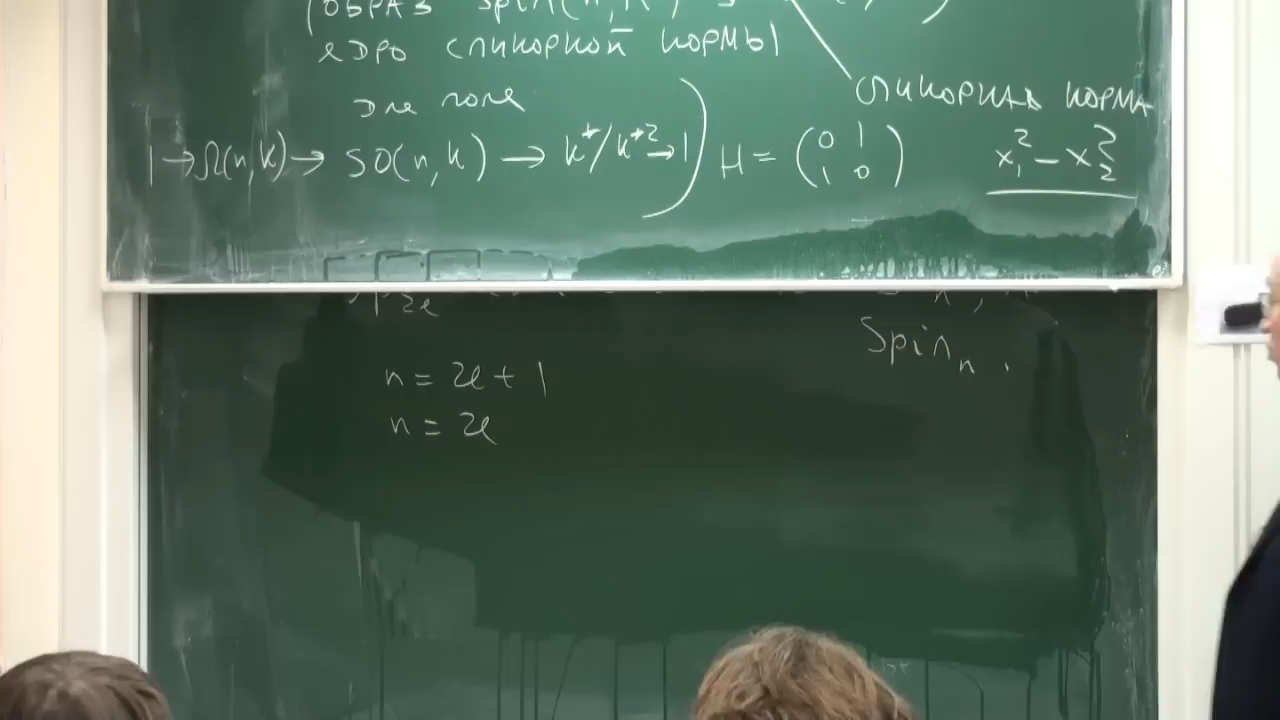 (ОБРАЗ Spin(n,
ЯДРО СПИНОРНОЙ НОРМЫ
для поля
СПИНОРНАЯ НОРМА
1 → Ω(n, k) → SO(n, k) → k*/k*² → 1 )
H = ( 0 1
1 0 )
x₁² − x₂²
Spin n .
n = 2l + 1
n = 2l